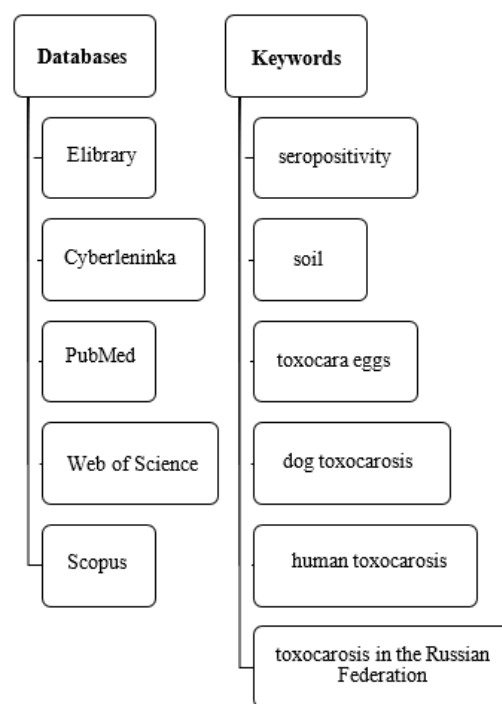 Databases
Elibrary
Cyberleninka
PubMed
Web of Science
Scopus
Keywords
seropositivity
soil
toxocara eggs
dog toxocarosis
human toxocarosis
toxocarosis in the Russian
Federation